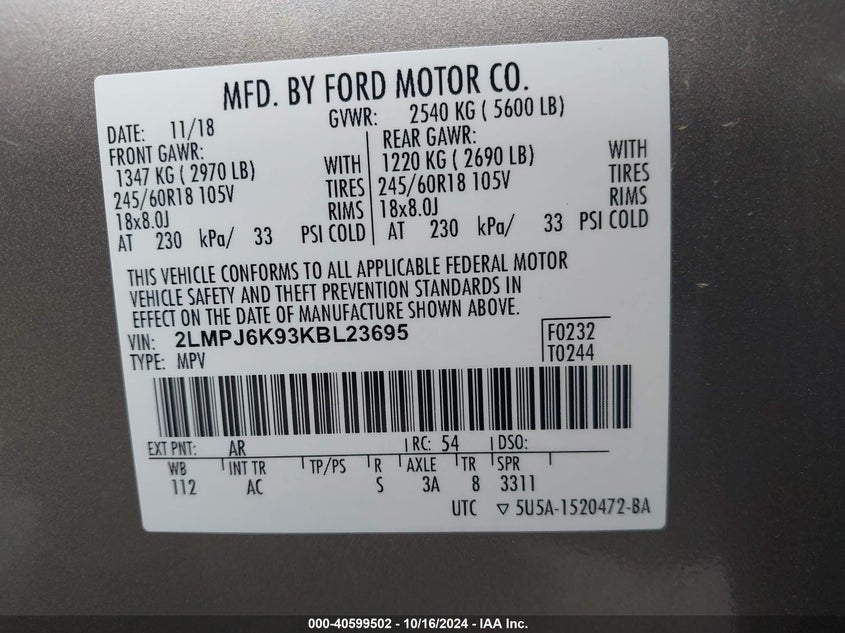 MFD. BY FORD MOTOR CO.
DATE: 11/18 GVWR: 2540 KG ( 5600 LB)
FRONT GAWR: REAR GAWR:
1347 KG ( 2970 LB) WITH 1220 KG ( 2690 LB) WITH
245/60R18 105V TIRES 245/60R18 105V TIRES
18x8.0J RIMS 18x8.0J RIMS
AT 230 kPa/ 33 PSI COLD AT 230 kPa/ 33 PSI COLD
THIS VEHICLE CONFORMS TO ALL APPLICABLE FEDERAL MOTOR
VEHICLE SAFETY AND THEFT PREVENTION STANDARDS IN
EFFECT ON THE DATE OF MANUFACTURE SHOWN ABOVE.
VIN: 2LMPJ6K93KBL23695 F0232
TYPE: MPV T0244
EXT PNT: AR RC: 54 DSO:
WB INT TR TP/PS R AXLE TR SPR
112 AC S 3A 8 3311
UTC ▽ 5U5A-1520472-BA
000-40599502 - 10/16/2024 - IAA Inc.